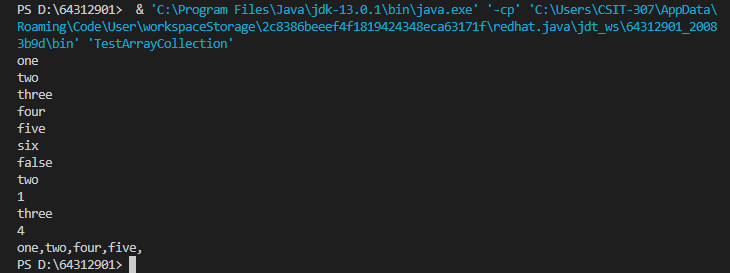 PS D:\64312901>  & 'C:\Program Files\Java\jdk-13.0.1\bin\java.exe' '-cp' 'C:\Users\CSIT-307\AppData\
Roaming\Code\User\workspaceStorage\2c8386beeef4f1819424348eca63171f\redhat.java\jdt_ws\64312901_2008
3b9d\bin' 'TestArrayCollection'
one
two
three
four
five
six
false
two
1
three
4
one,two,four,five,
PS D:\64312901>